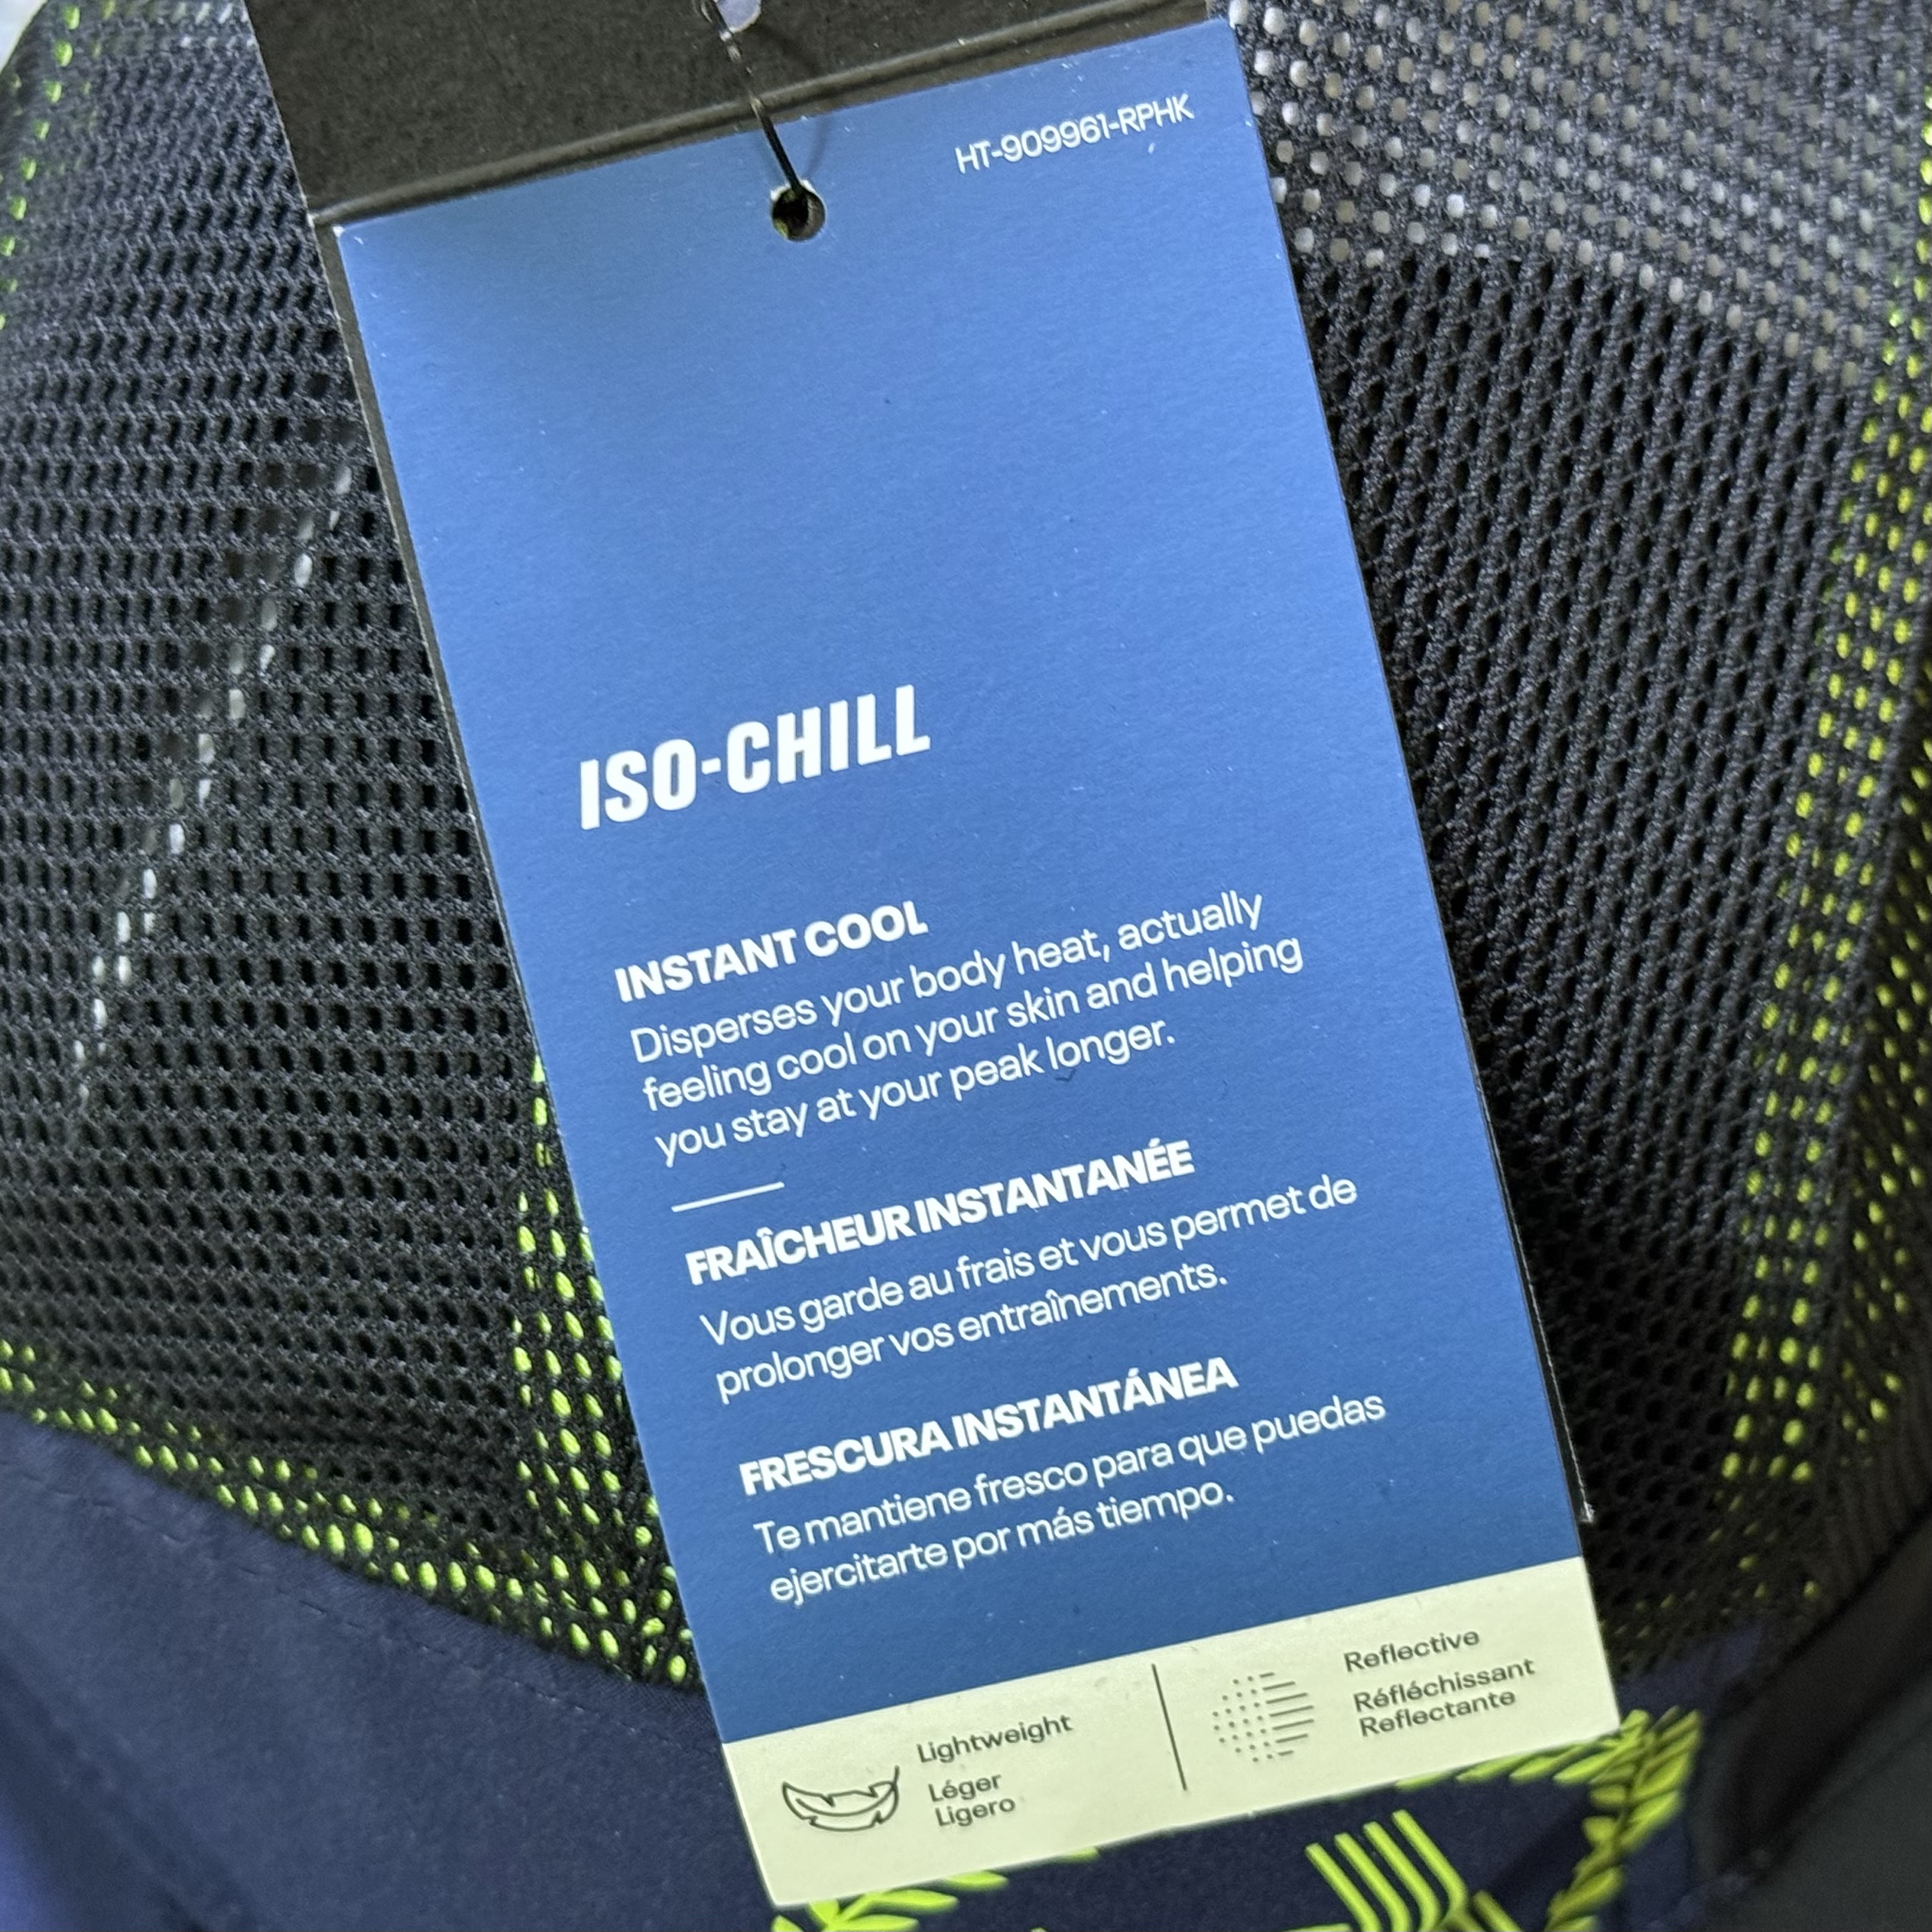 HT-909961-RPHK
ISO-CHILL
INSTANT COOL
Disperses your body heat, actually
feeling cool on your skin and helping
you stay at your peak longer.
FRAÎCHEUR INSTANTANÉE
Vous garde au frais et vous permet de
prolonger vos entraînements.
FRESCURA INSTANTÁNEA
Te mantiene fresco para que puedas
ejercitarte por más tiempo.
Lightweight
Léger
Ligero
Reflective
Réfléchissant
Reflectante